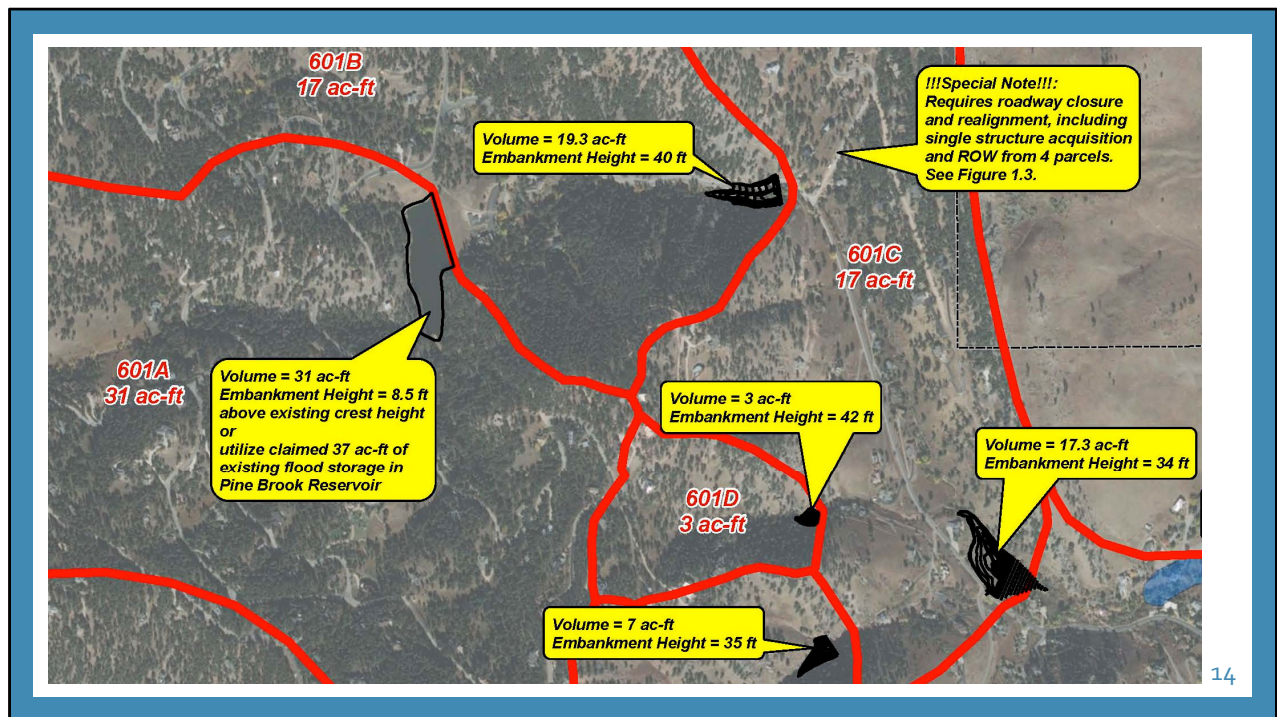 601B
17 ac-ft
!!!Special Note!!!:
Requires roadway closure
and realignment, including
single structure acquisition
and ROW from 4 parcels.
See Figure 1.3.
Volume = 19.3 ac-ft
Embankment Height = 40 ft
601C
17 ac-ft
601A
31 ac-ft
Volume = 31 ac-ft
Embankment Height = 8.5 ft
above existing crest height
or
utilize claimed 37 ac-ft of
existing flood storage in
Pine Brook Reservoir
Volume = 3 ac-ft
Embankment Height = 42 ft
Volume = 17.3 ac-ft
Embankment Height = 34 ft
601D
3 ac-ft
Volume = 7 ac-ft
Embankment Height = 35 ft
14